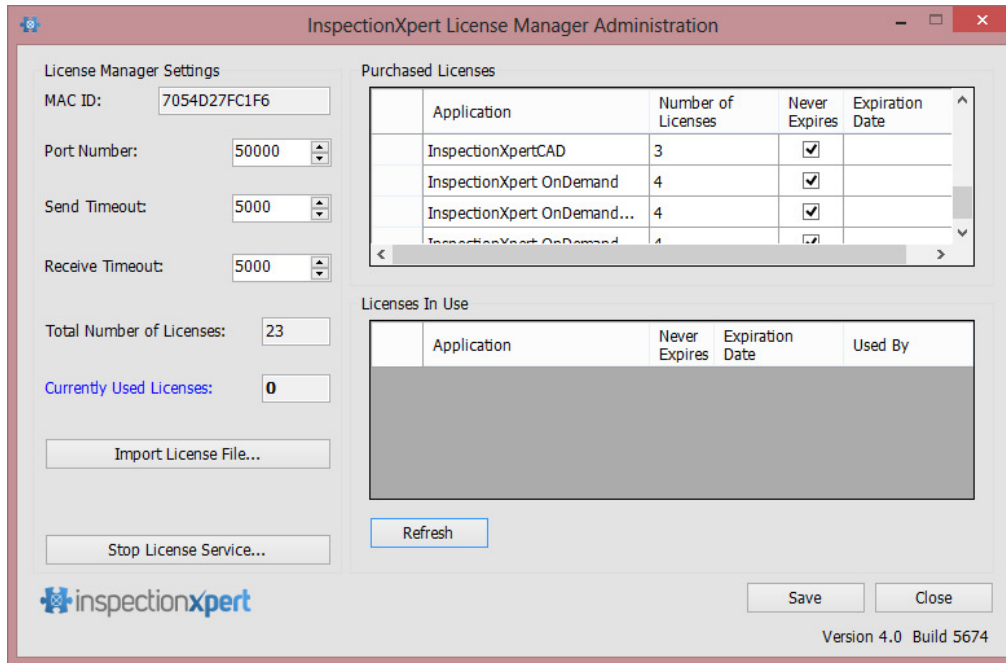 InspectionXpert License Manager Administration
License Manager Settings
MAC ID: 7054D27FC1F6
Port Number: 50000
Send Timeout: 5000
Receive Timeout: 5000
Total Number of Licenses: 23
Currently Used Licenses: 0
Import License File...
Stop License Service...
inspectionxpert
Purchased Licenses
Application Number of Licenses Never Expires Expiration Date
InspectionXpertCAD 3
InspectionXpert OnDemand 4
InspectionXpert OnDemand... 4
InspectionXpert OnDemand 4
Licenses In Use
Application Never Expires Expiration Date Used By
Refresh
Save Close
Version 4.0 Build 5674